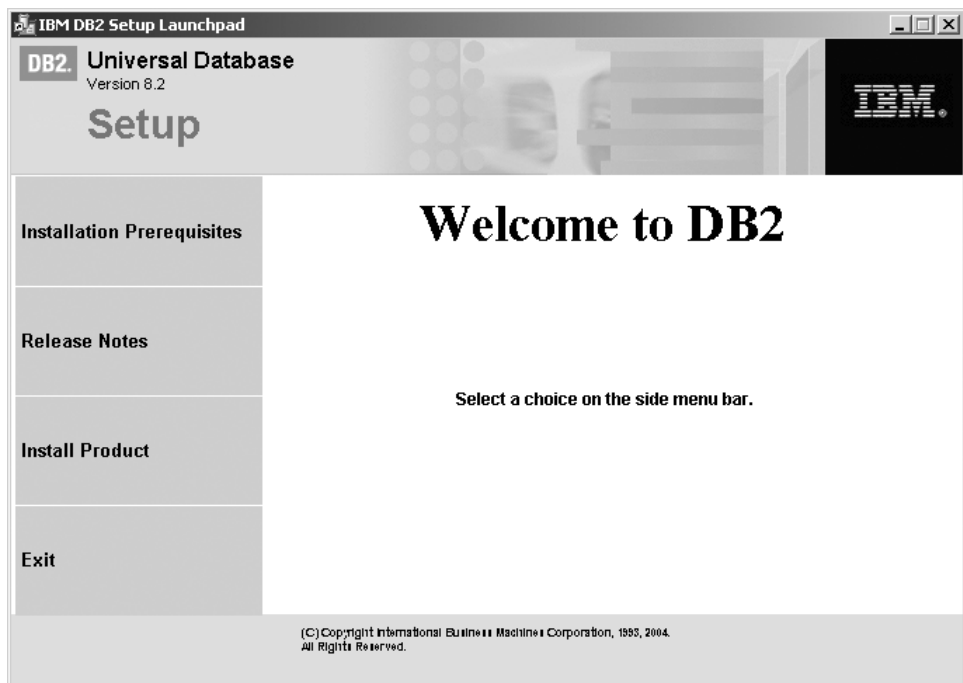 IBM DB2 Setup Launchpad
DB2. Universal Database
Version 8.2
Setup
IBM.
Installation Prerequisites
Welcome to DB2
Release Notes
Select a choice on the side menu bar.
Install Product
Exit
(C) Copyright International Business Machines Corporation, 1993, 2004.
All Rights Reserved.